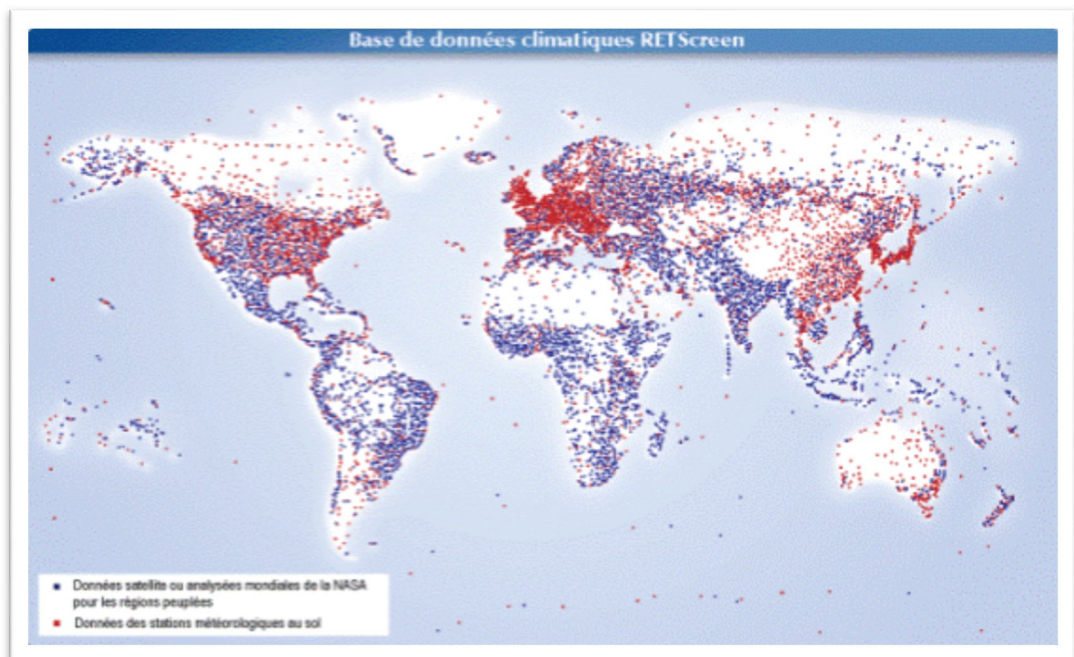 Base de données climatiques RETScreen
Données satellite ou analysées mondiales de la NASA
pour les régions peuplées
Données des stations météorologiques au sol